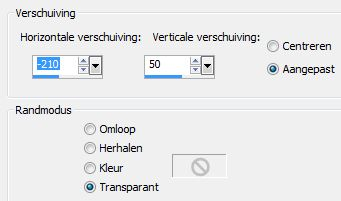 Verschuiving
Horizontale verschuiving: Verticale verschuiving:
-210 50
Centreren
Aangepast
Randmodus
Omloop
Herhalen
Kleur
Transparant